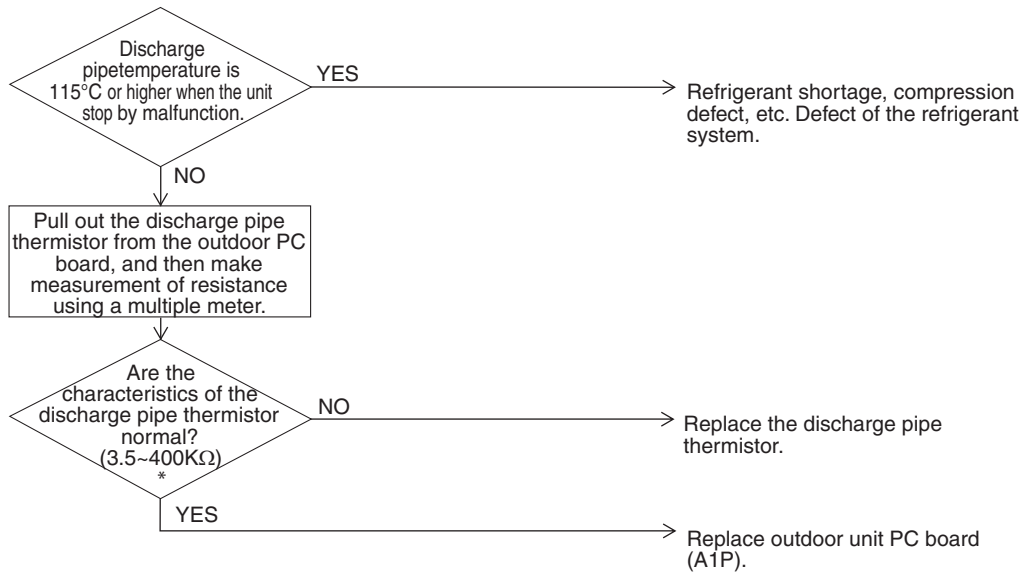 Discharge
pipetemperature is
115°C or higher when the unit
stop by malfunction.
YES
Refrigerant shortage, compression
defect, etc. Defect of the refrigerant
system.
NO
Pull out the discharge pipe
thermistor from the outdoor PC
board, and then make
measurement of resistance
using a multiple meter.
Are the
characteristics of the
discharge pipe thermistor
normal?
(3.5~400KΩ)
*
NO
Replace the discharge pipe
thermistor.
YES
Replace outdoor unit PC board
(A1P).